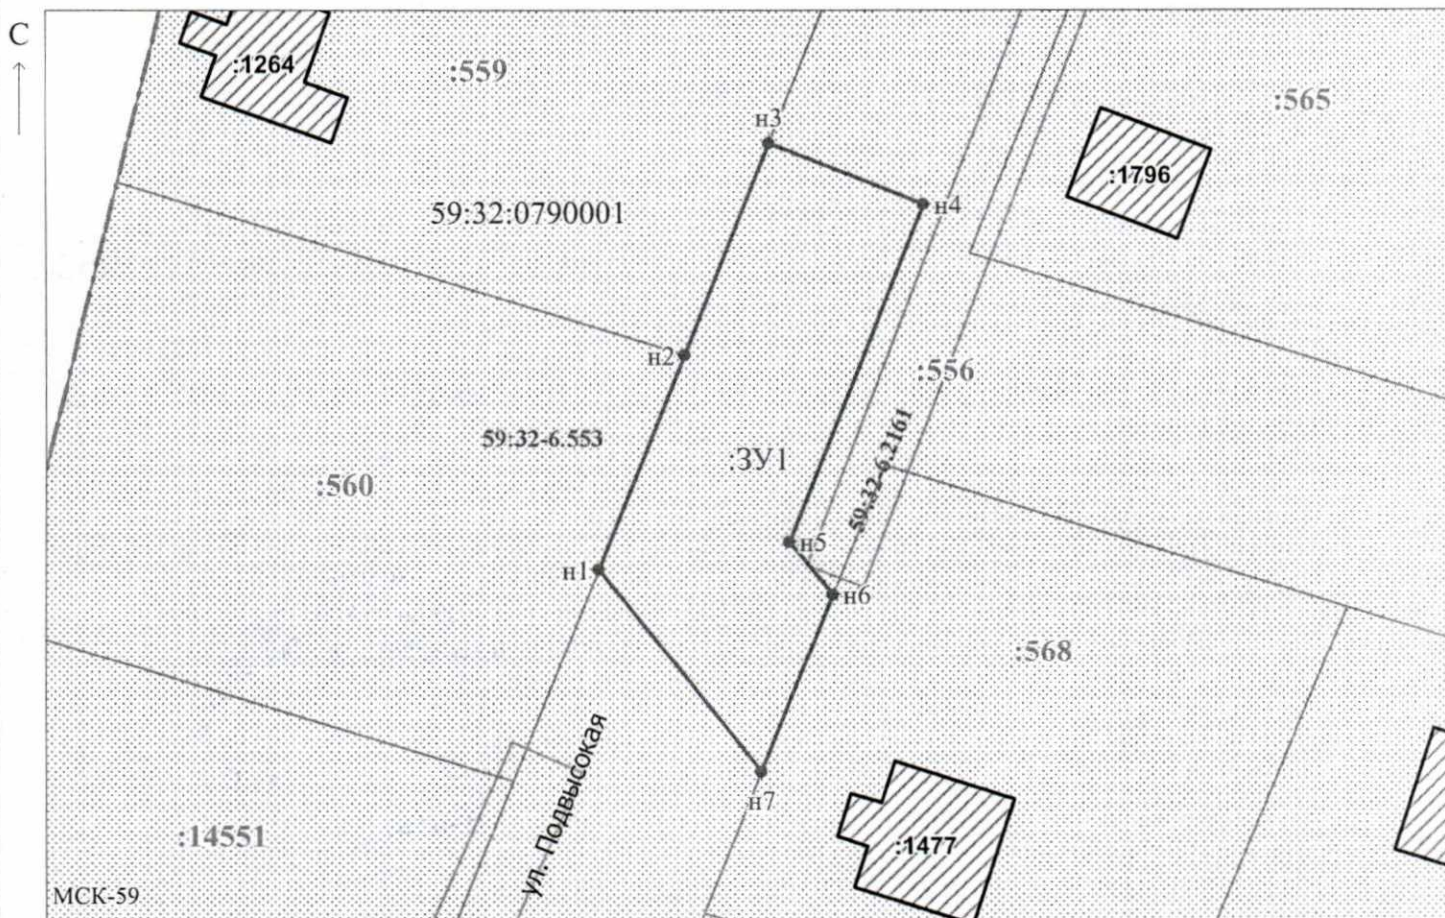 С
:1264
:559
:565
н3
:1796
н4
59:32:0790001
н2
:556
59:32-6.553
:ЗУ1
59:32-6.2161
:560
н5
н1
н6
:568
ул. Подвысокая
н7
:14551
:1477
МСК-59